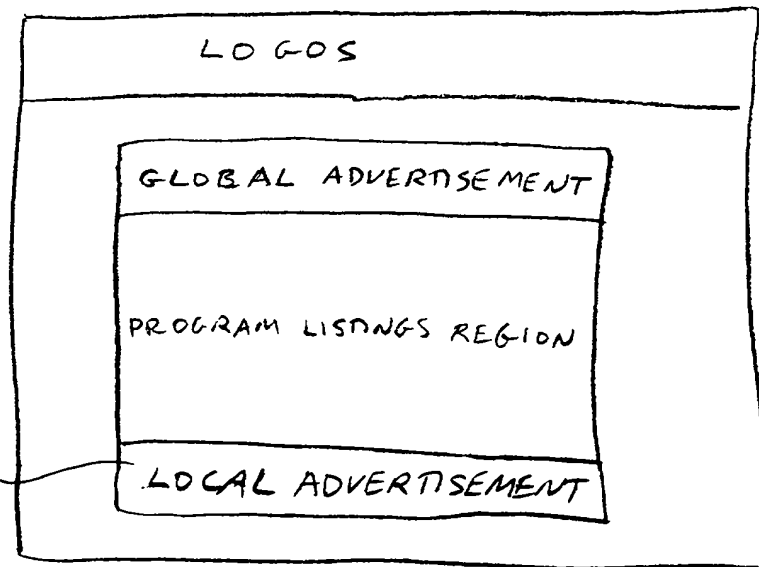 LOGOS
GLOBAL ADVERTISEMENT
PROGRAM LISTINGS REGION
LOCAL ADVERTISEMENT